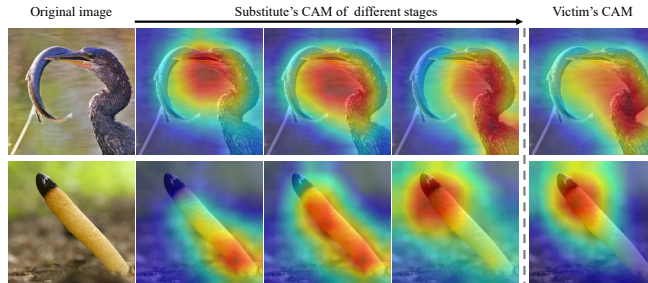 Original image
Substitute's CAM of different stages
Victim's CAM